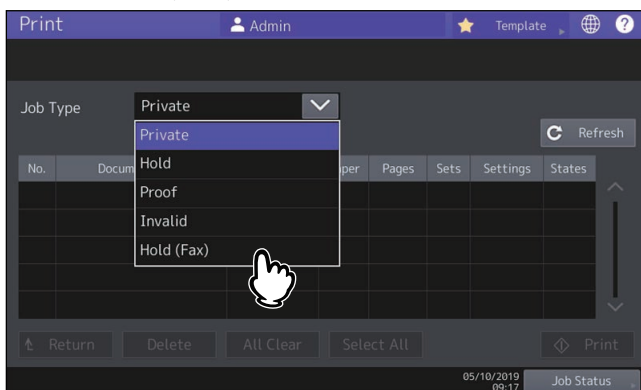 Print Admin Template ?
Job Type Private
Refresh
Private
Hold
Proof
Invalid
Hold (Fax)
No. Docum per Pages Sets Settings States
Return Delete All Clear Select All Print
05/10/2019
09:17 Job Status